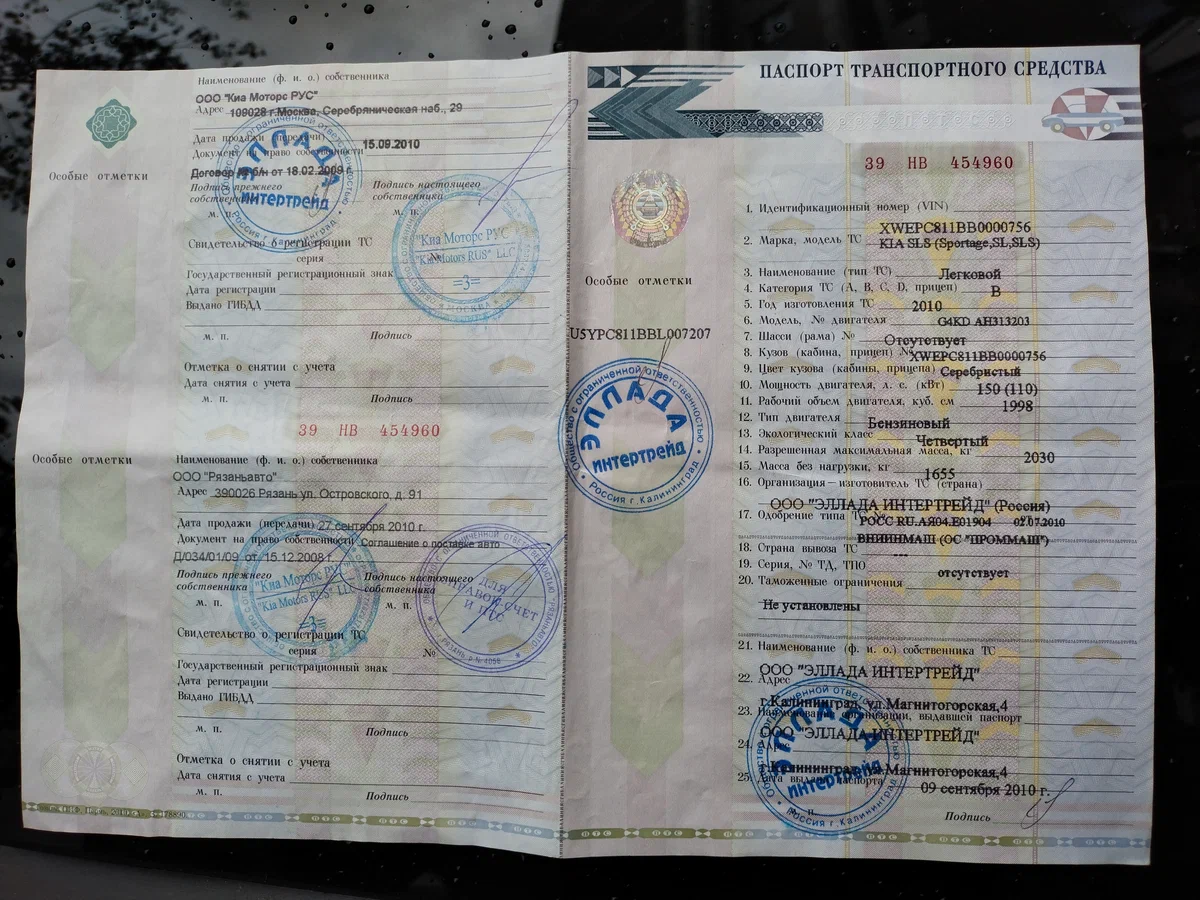 Наименование (ф. и. о.) собственника
ООО "Киа Моторс РУС"
Адрес 109028 г.Москва, Серебряническая наб., 29
Дата продажи (передачи) 15.09.2010
Документ на право собственности
Договор № б/н от 18.02.2009г.
Особые отметки
Подпись прежнего собственника
Подпись настоящего собственника
м. п.
м. п.
ЭЛЛАДА
интертрейд
Россия г.Калининград
"Киа Моторс РУС"
"Kia Motors RUS" LLC
=3=
МОСКВА
Свидетельство о регистрации ТС
серия №
Государственный регистрационный знак
Дата регистрации
Выдано ГИБДД
м. п. Подпись
Отметка о снятии с учета
Дата снятия с учета
м. п. Подпись
39 НВ 454960
Особые отметки
Наименование (ф. и. о.) собственника
ООО "Рязаньавто"
Адрес 390026 Рязань ул. Островского, д. 91
Дата продажи (передачи) 27 сентября 2010 г.
Документ на право собственности Соглашение о поставке авто
Д/034/01/09 от 15.12.2008 г.
Подпись прежнего собственника
Подпись настоящего собственника
м. п.
м. п.
"Киа Моторс РУС"
"Kia Motors RUS" LLC
=3=
ДЛЯ
СПРАВОК СЧЕТ
И ПТС
Свидетельство о регистрации ТС
серия №
Государственный регистрационный знак
Дата регистрации
Выдано ГИБДД
м. п. Подпись
Отметка о снятии с учета
Дата снятия с учета
м. п. Подпись
ПАСПОРТ ТРАНСПОРТНОГО СРЕДСТВА
39 НВ 454960
Особые отметки
U5YPC811BBL007207
Общество с ограниченной ответственностью
ЭЛЛАДА
интертрейд
Россия г.Калининград
1. Идентификационный номер (VIN) XWEPC811BB0000756
2. Марка, модель ТС KIA SLS (Sportage,SL,SLS)
3. Наименование (тип ТС) Легковой
4. Категория ТС (A, B, C, D, прицеп) B
5. Год изготовления ТС 2010
6. Модель, № двигателя G4KD AH313203
7. Шасси (рама) № Отсутствует
8. Кузов (кабина, прицеп) № XWEPC811BB0000756
9. Цвет кузова (кабины, прицепа) Серебристый
10. Мощность двигателя, л. с. (кВт) 150 (110)
11. Рабочий объем двигателя, куб. см 1998
12. Тип двигателя Бензиновый
13. Экологический класс Четвертый
14. Разрешенная максимальная масса, кг 2030
15. Масса без нагрузки, кг 1655
16. Организация–изготовитель ТС (страна)
ООО "ЭЛЛАДА ИНТЕРТРЕЙД" (Россия)
17. Одобрение типа ТС № РОСС RU.АЯ04.Е01904 02.07.2010
ВНИИНМАШ (ОС "ПРОММАШ")
18. Страна вывоза ТС ---
19. Серия, № ТД, ТПО отсутствует
20. Таможенные ограничения
Не установлены
21. Наименование (ф. и. о.) собственника ТС
ООО "ЭЛЛАДА ИНТЕРТРЕЙД"
22. Адрес
г.Калининград, ул.Магнитогорская,4
23. Наименование организации, выдавшей паспорт
ООО "ЭЛЛАДА ИНТЕРТРЕЙД"
24. Адрес
г.Калининград, ул.Магнитогорская,4
25. Дата выдачи паспорта
09 сентября 2010 г.
м. п. Подпись
ЭЛЛАДА
интертрейд
Россия г.Калининград